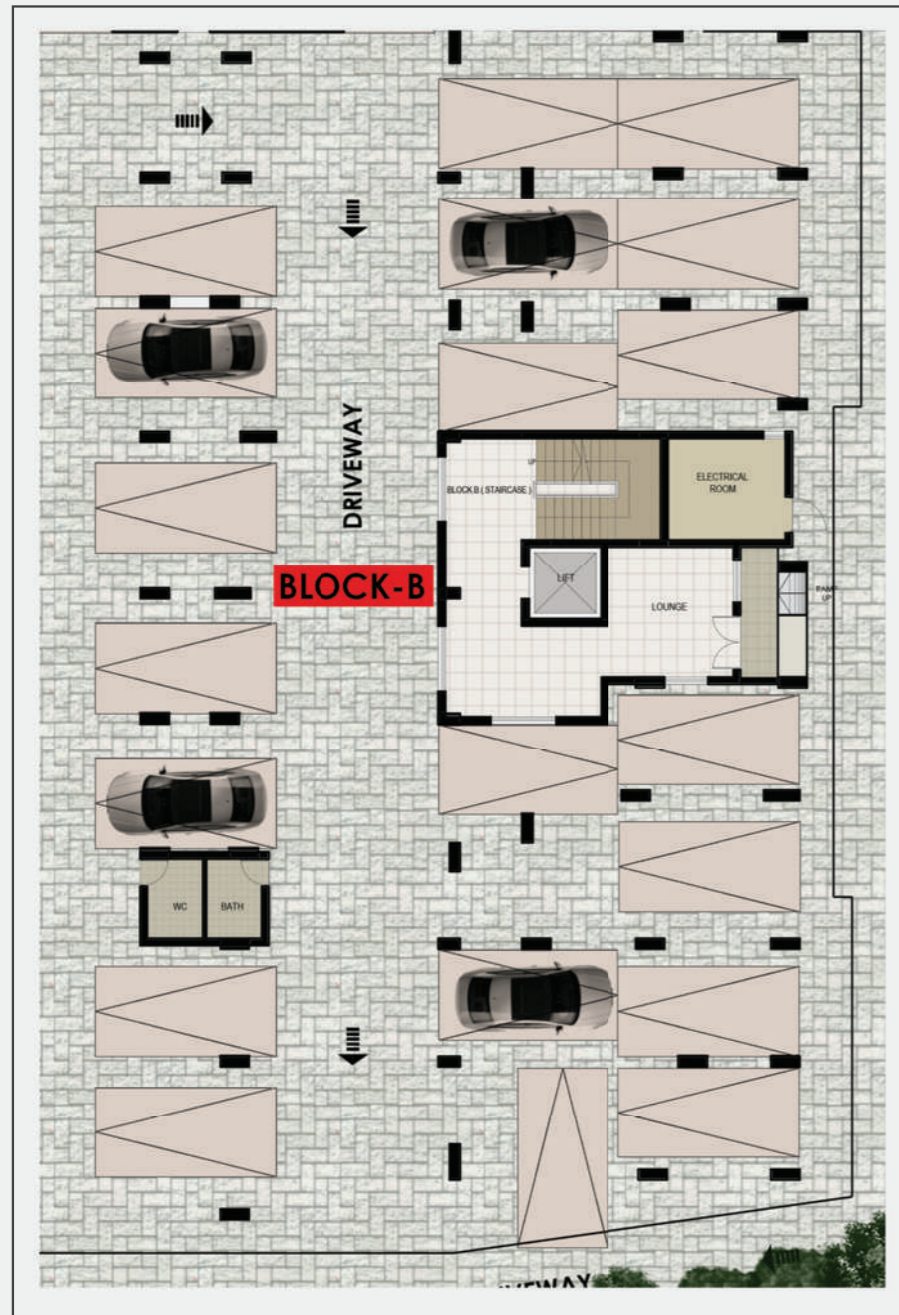 DRIVEWAY
UP
BLOCK.B ( STAIRCASE )
ELECTRICAL
ROOM
BLOCK-B
LIFT
LOUNGE
RAMP
UP
WC
BATH